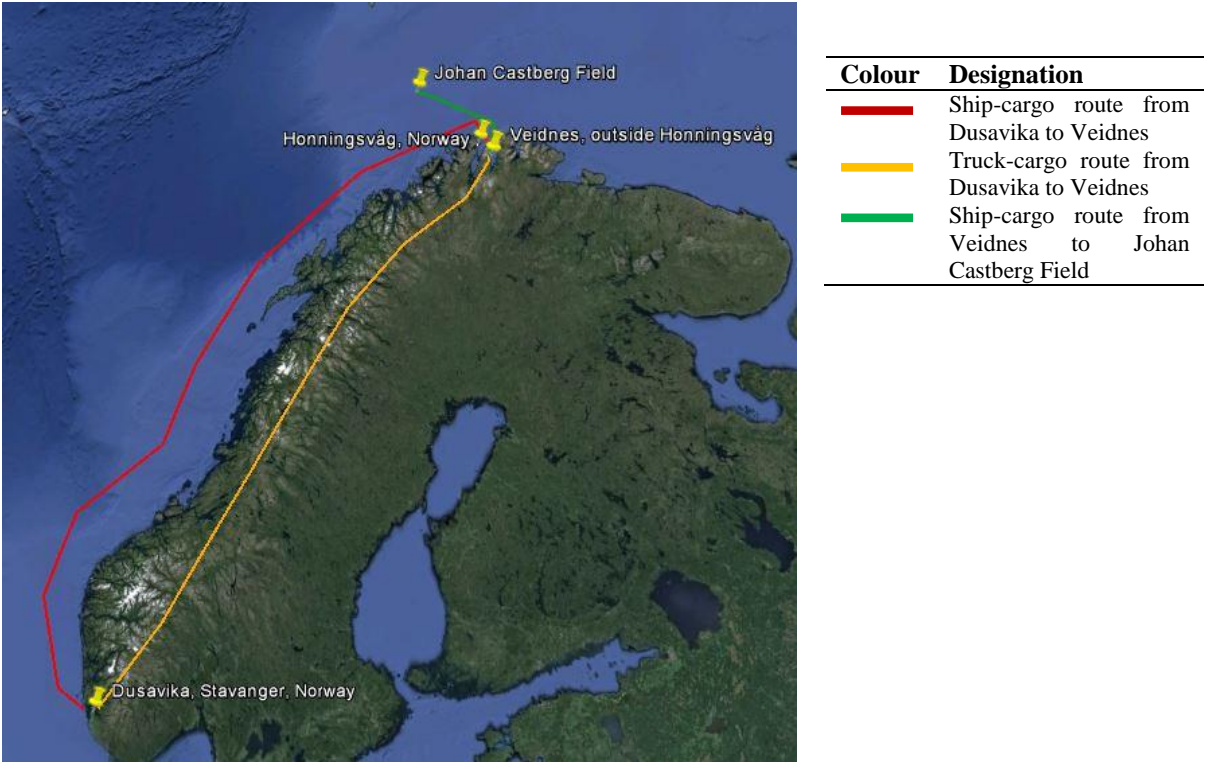 Johan Castberg Field
Honningsvåg, Norway
Veidnes, outside Honningsvåg
Dusavika, Stavanger, Norway
Colour Designation
Ship-cargo route from
Dusavika to Veidnes
Truck-cargo route from
Dusavika to Veidnes
Ship-cargo route from
Veidnes to Johan
Castberg Field